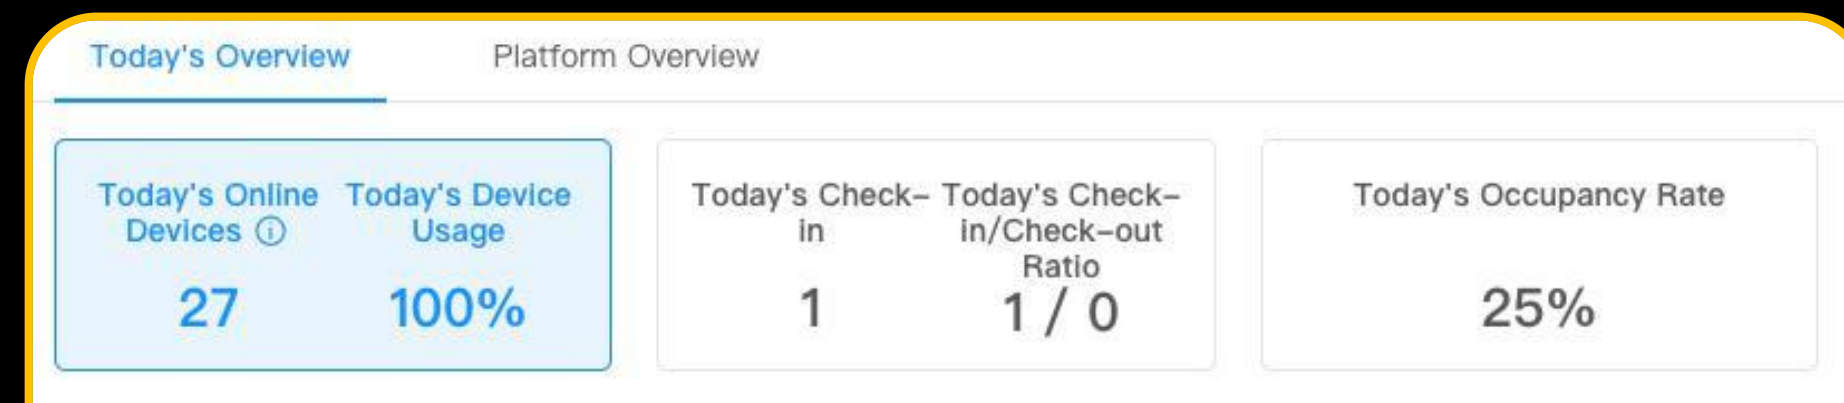 Today's Overview
Platform Overview
Today's Online
Devices
27
Today's Device
Usage
100%
Today's Check-
in
1
Today's Check-
in/Check-out
Ratio
1 / 0
Today's Occupancy Rate
25%